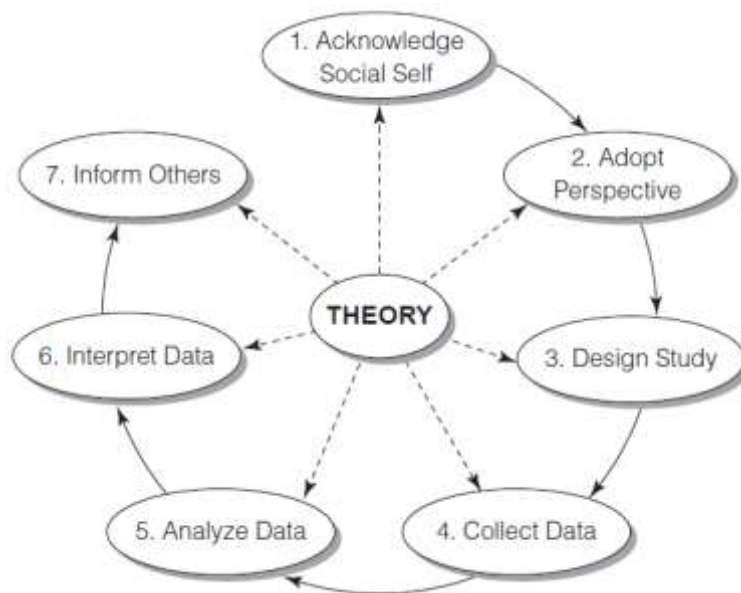 1. Acknowledge
Social Self
2. Adopt
Perspective
3. Design Study
4. Collect Data
5. Analyze Data
6. Interpret Data
7. Inform Others
THEORY